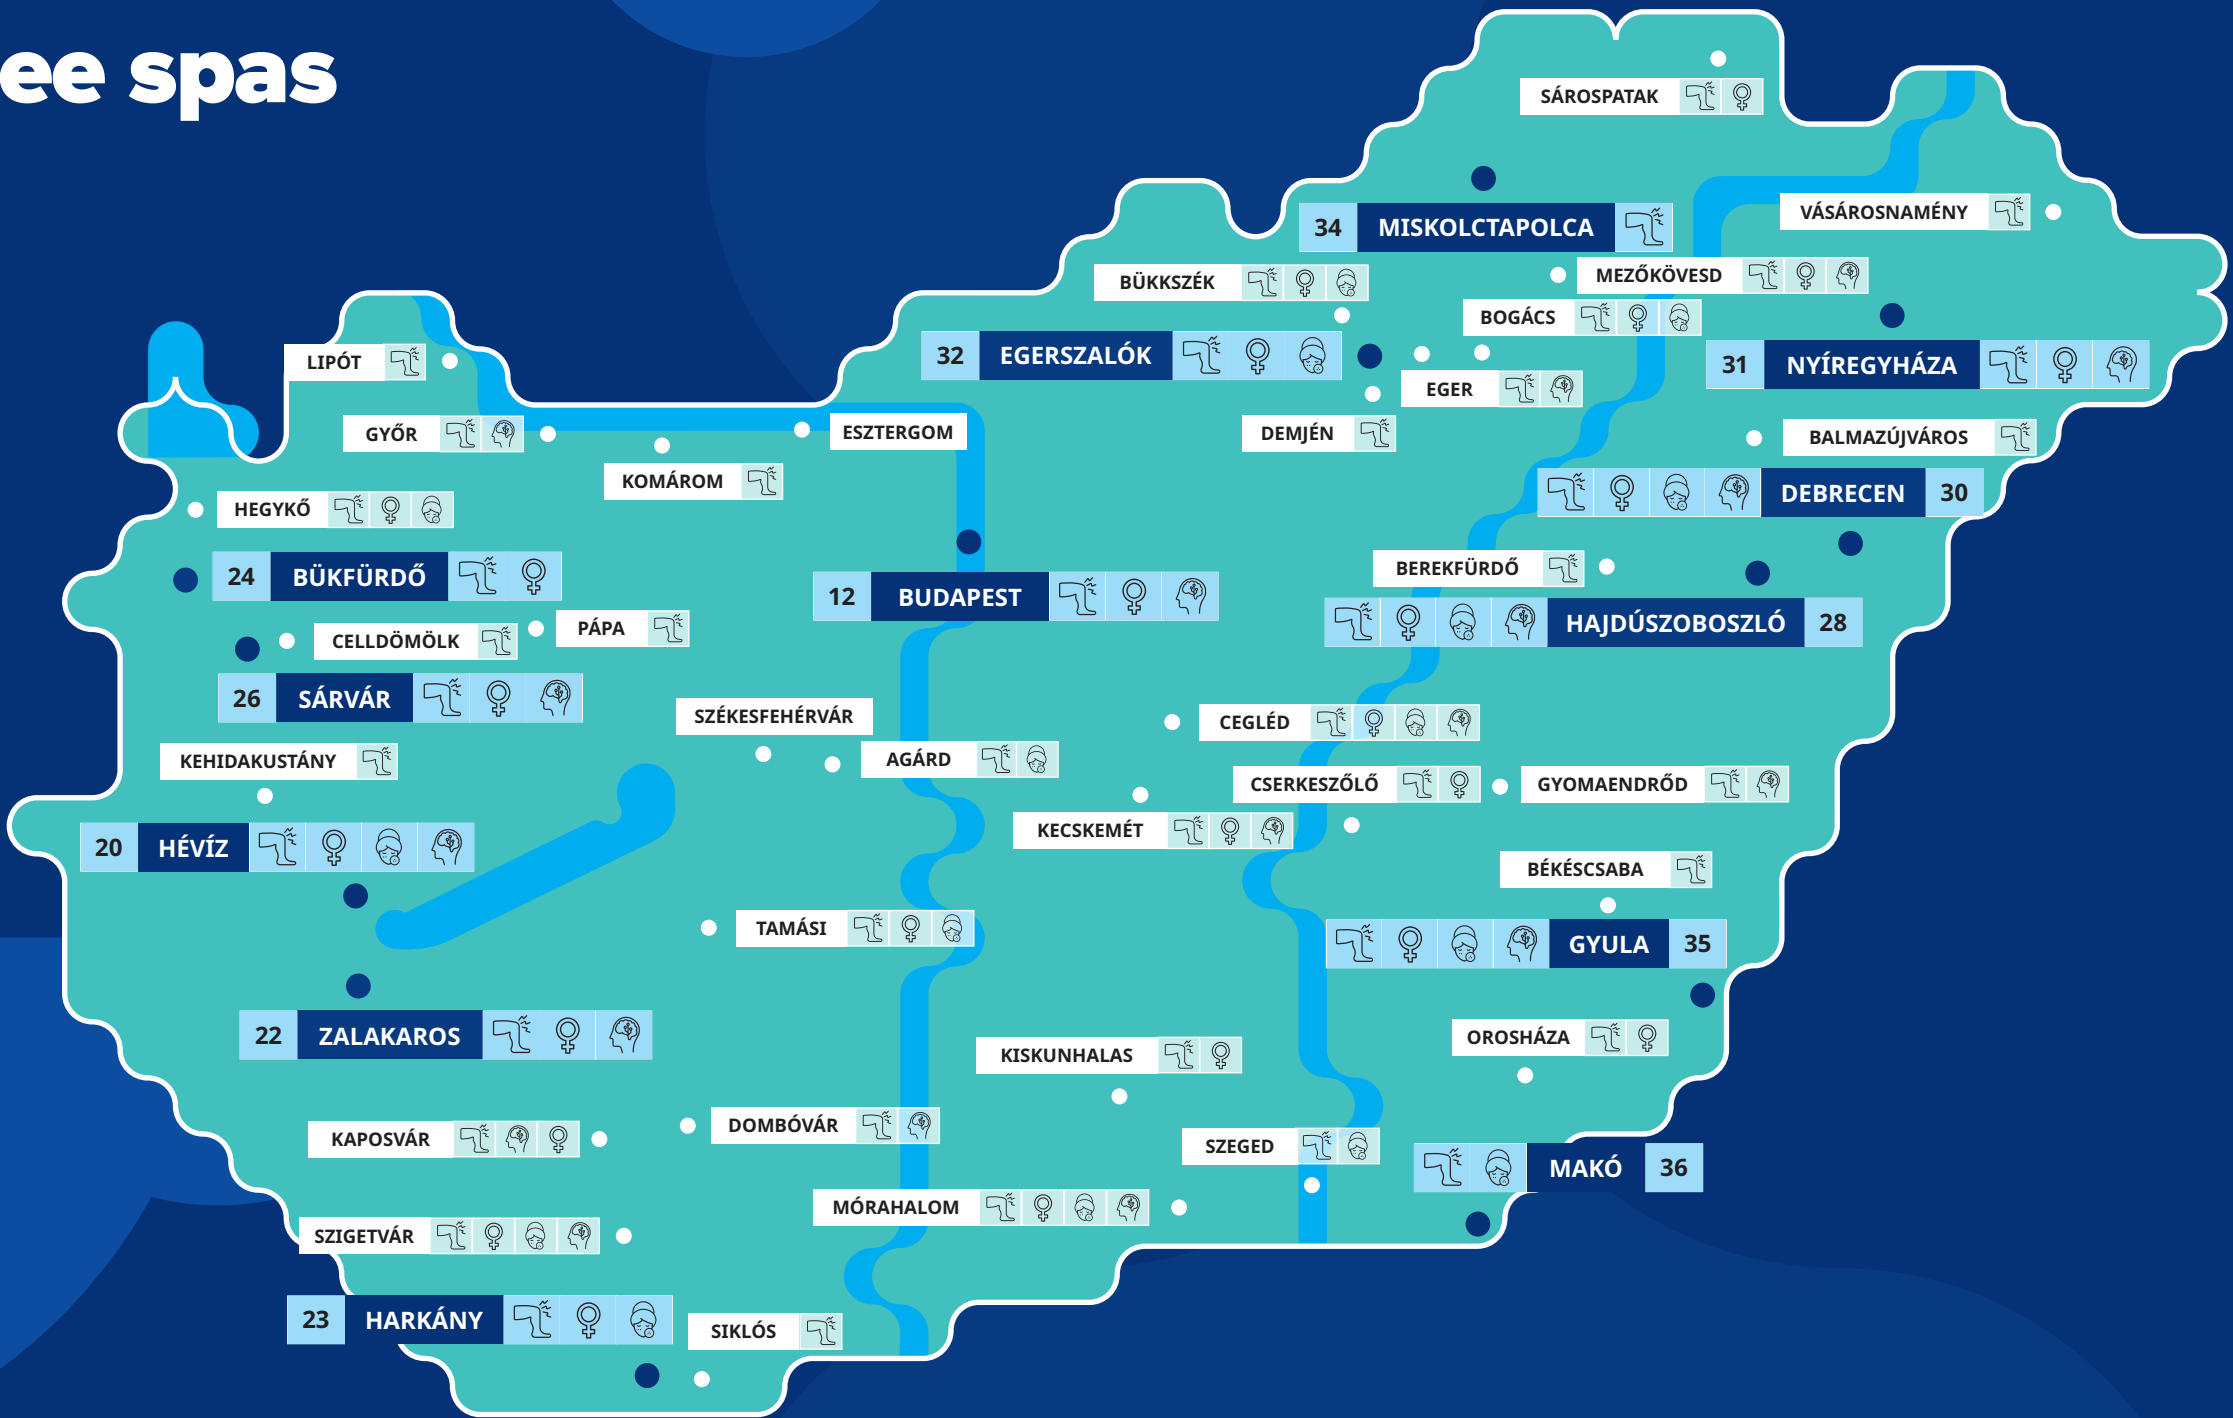 ee spas
SÁROSPATAK
VÁSÁROSNAMÉNY
34 MISKOLCTAPOLCA
MEZŐKÖVESD
BÜKKSZÉK
BOGÁCS
32 EGERSZALÓK
31 NYÍREGYHÁZA
LIPÓT
EGER
GYŐR
ESZTERGOM
DEMJÉN
BALMAZÚJVÁROS
KOMÁROM
DEBRECEN 30
HEGYKŐ
BEREKFÜRDŐ
24 BÜKFÜRDŐ
12 BUDAPEST
HAJDÚSZOBOSZLÓ 28
PÁPA
CELLDÖMÖLK
26 SÁRVÁR
SZÉKESFEHÉRVÁR
CEGLÉD
KEHIDAKUSTÁNY
AGÁRD
CSERKESZŐLŐ
GYOMAENDRŐD
KECSKEMÉT
20 HÉVÍZ
BÉKÉSCSABA
TAMÁSI
GYULA 35
22 ZALAKAROS
OROSHÁZA
KISKUNHALAS
KAPOSVÁR
DOMBÓVÁR
SZEGED
MAKÓ 36
MÓRAHALOM
SZIGETVÁR
23 HARKÁNY
SIKLÓS